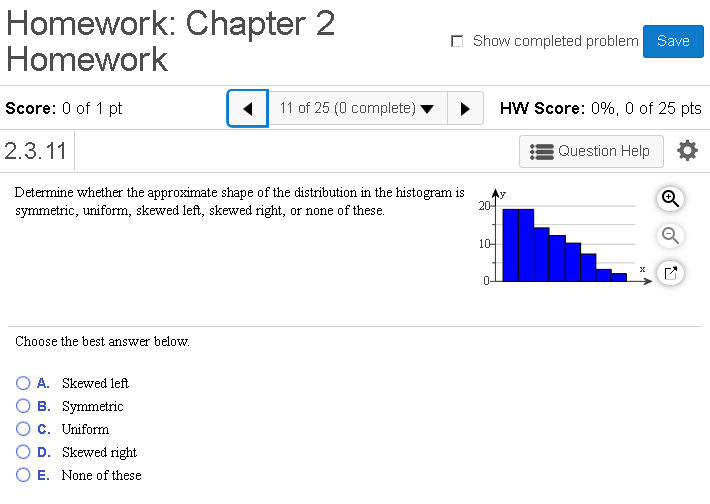 Homework: Chapter 2
Homework
Show completed problem
Save
Score: 0 of 1 pt
11 of 25 (0 complete)
HW Score: 0%, 0 of 25 pts
2.3.11
Question Help
Determine whether the approximate shape of the distribution in the histogram is
symmetric, uniform, skewed left, skewed right, or none of these.
y
20
10
0
x
Choose the best answer below.
A. Skewed left
B. Symmetric
C. Uniform
D. Skewed right
E. None of these